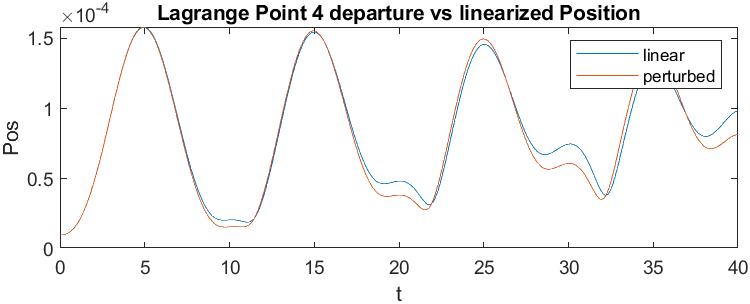 Lagrange Point 4 departure vs linearized Position
×10⁻⁴
1.5
1
0.5
0
Pos
linear
perturbed
0 5 10 15 20 25 30 35 40
t